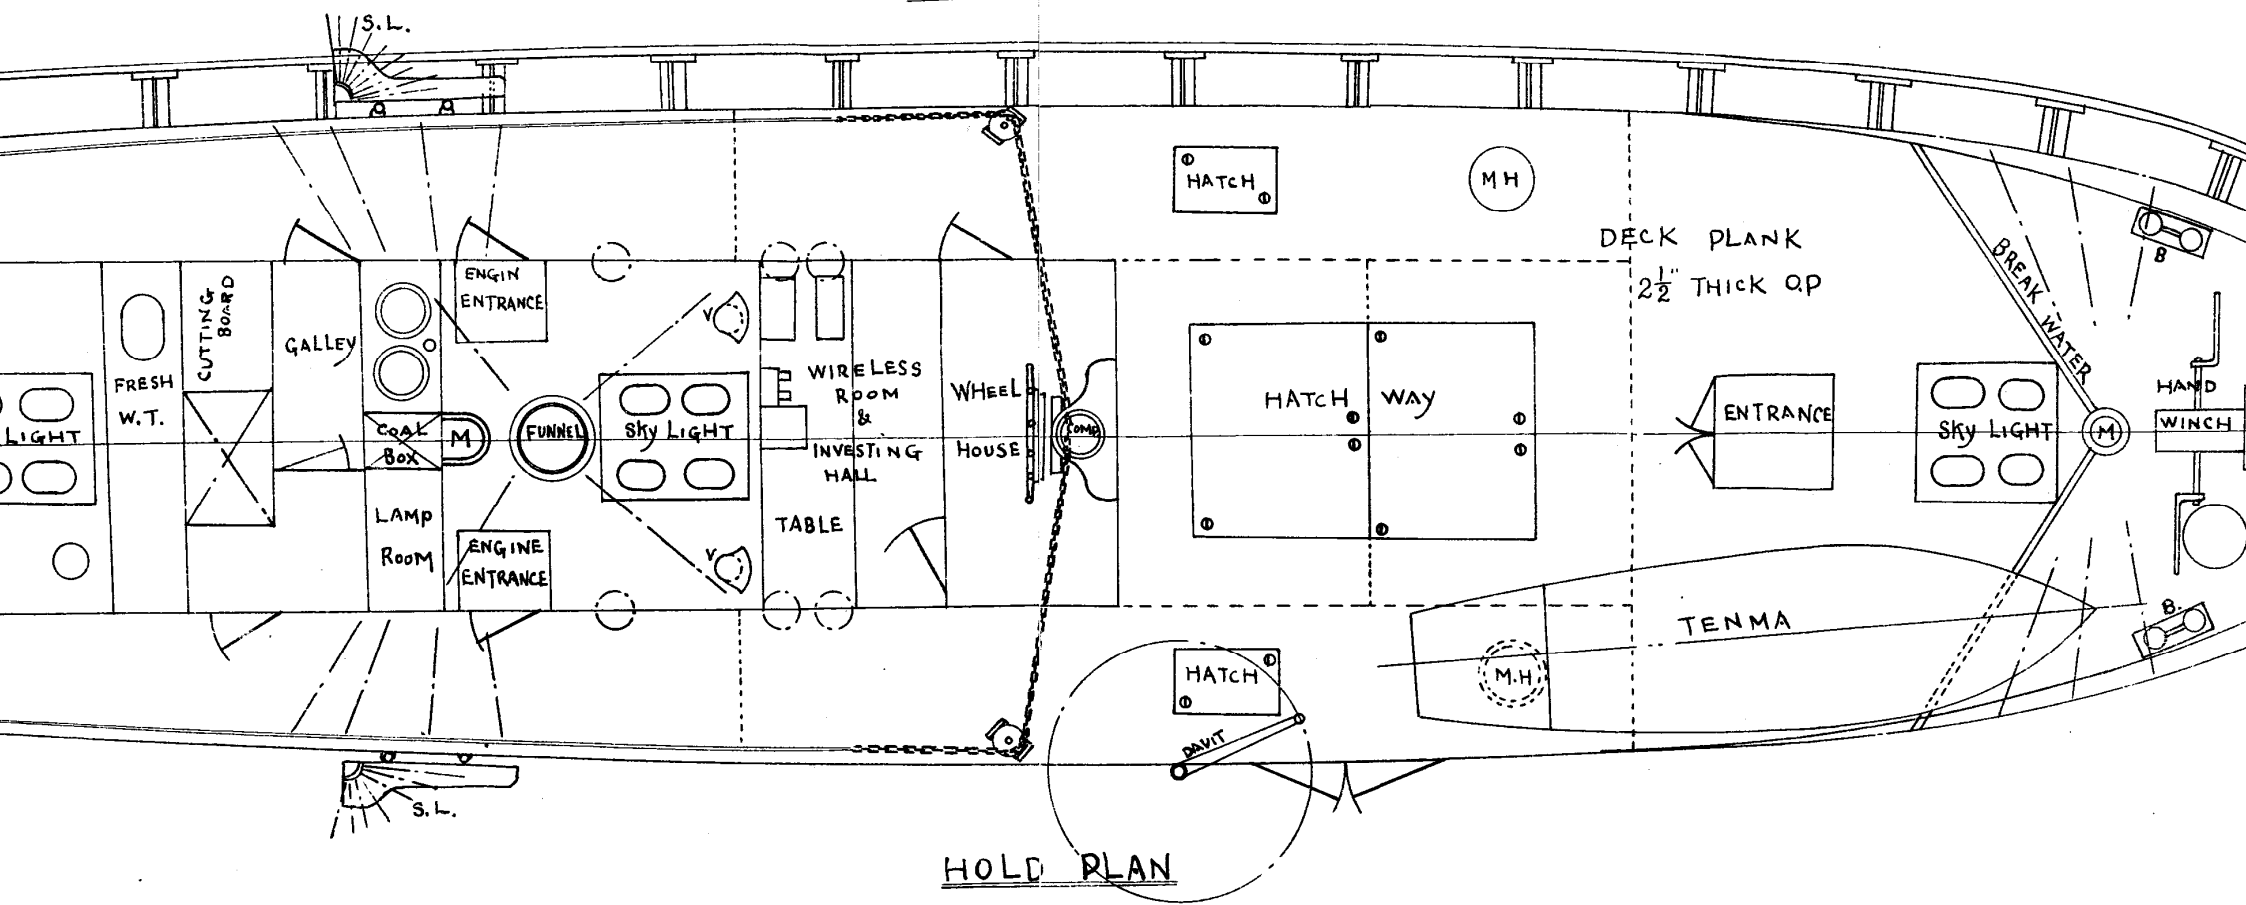 S.L.
HATCH
MH
DECK PLANK
2½" THICK O.P
BREAK WATER
B
ENGIN
ENTRANCE
CUTTING
BOARD
GALLEY
FRESH
W.T.
LIGHT
COAL
BOX
M
FUNNEL
SKY LIGHT
V
WIRELESS
ROOM
&
INVESTING
HALL
TABLE
WHEEL
HOUSE
COMP
HATCH WAY
ENTRANCE
SKY LIGHT
M
HAND
WINCH
LAMP
ROOM
ENGINE
ENTRANCE
V
TENMA
B.
HATCH
M.H
DAVIT
S.L.
HOLD PLAN